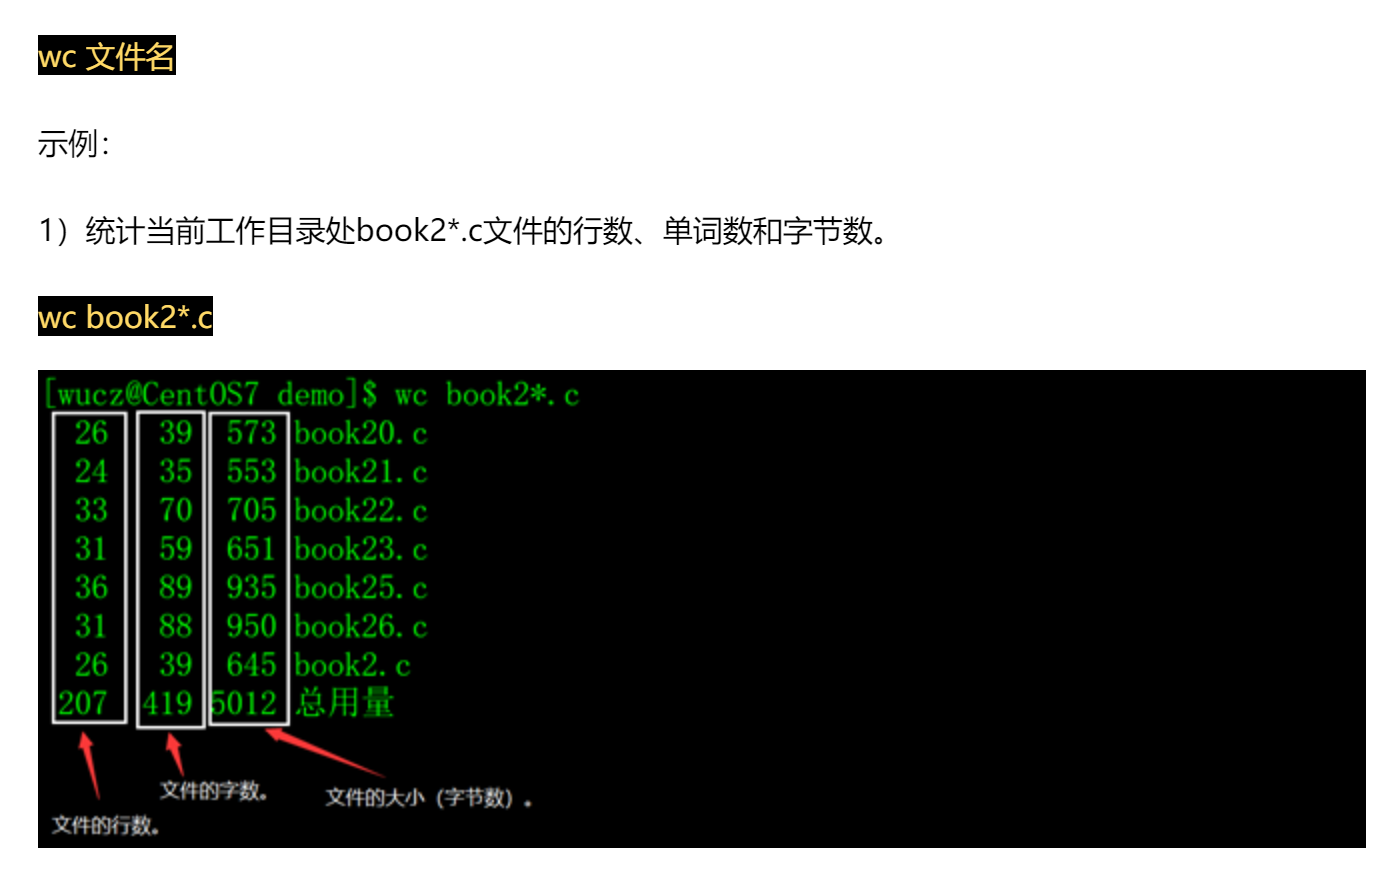 wc 文件名
示例：
1）统计当前工作目录处book2*.c文件的行数、单词数和字节数。
wc book2*.c
[wucz@CentOS7 demo]$ wc book2*.c
26 39 573 book20.c
24 35 553 book21.c
33 70 705 book22.c
31 59 651 book23.c
36 89 935 book25.c
31 88 950 book26.c
26 39 645 book2.c
207 419 5012 总用量
文件的字数。
文件的大小（字节数）。
文件的行数。